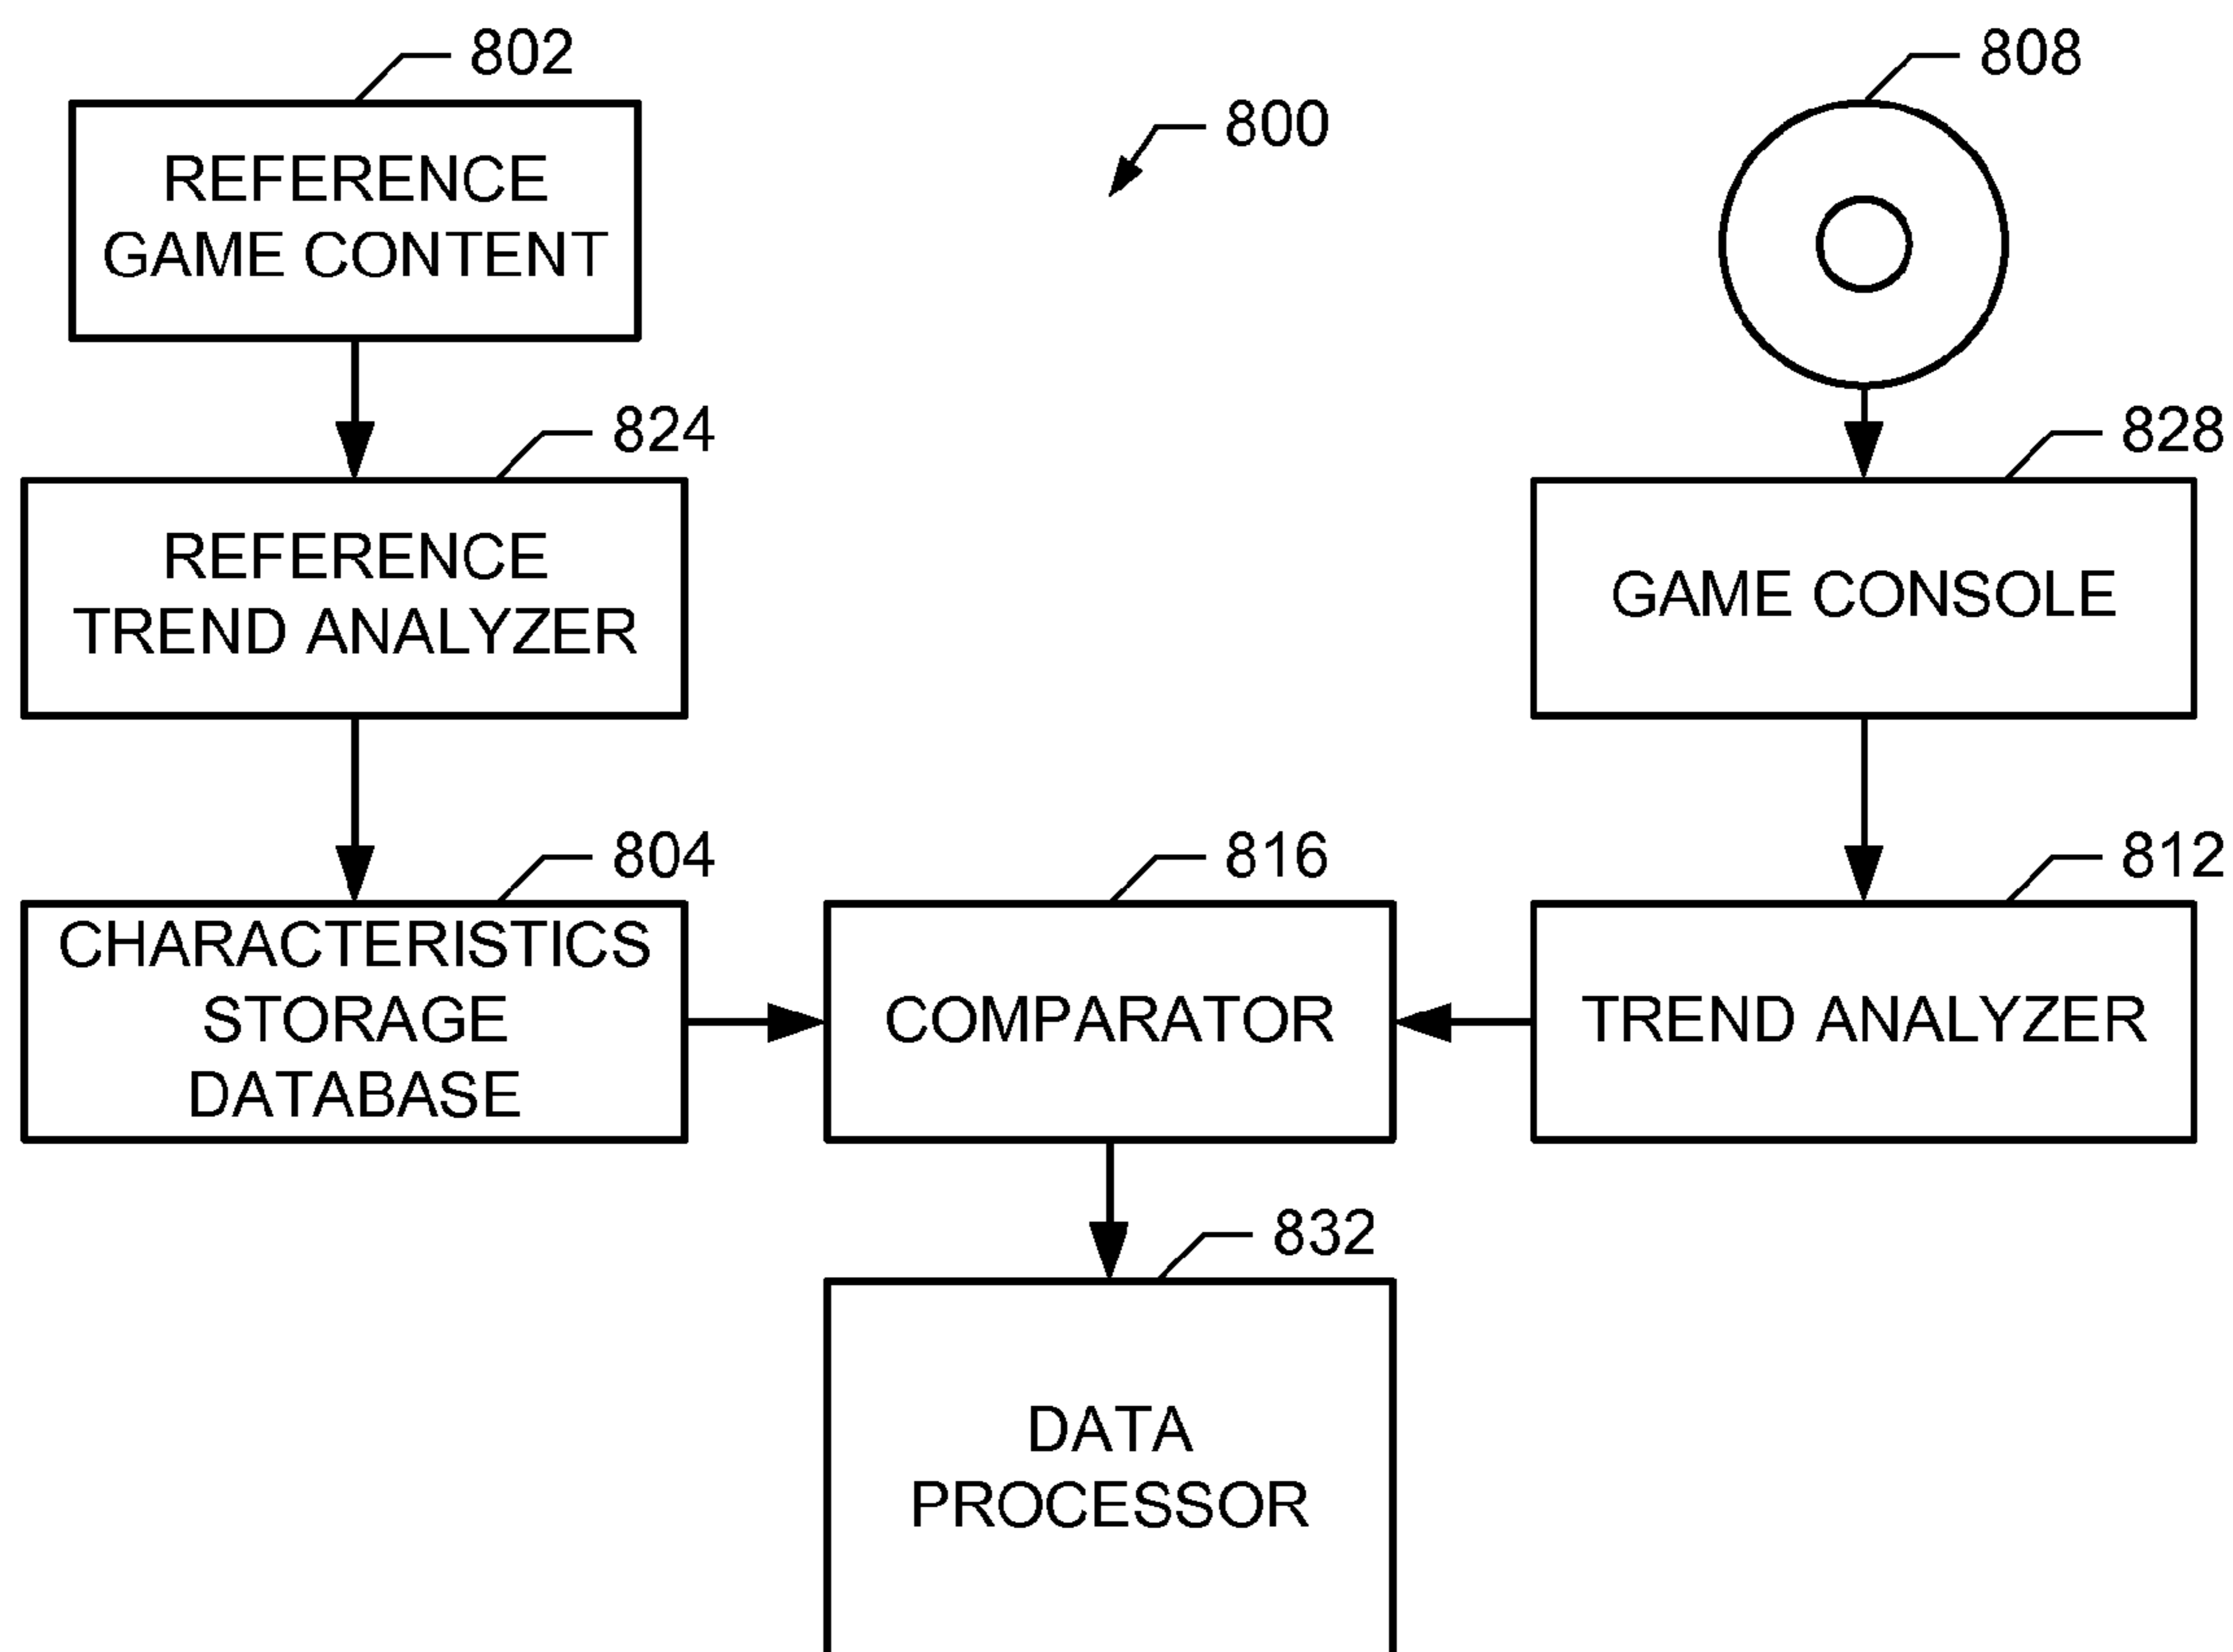 802
808
800
REFERENCE
GAME CONTENT
824
828
REFERENCE
TREND ANALYZER
GAME CONSOLE
804
816
812
CHARACTERISTICS
STORAGE
DATABASE
COMPARATOR
TREND ANALYZER
832
DATA
PROCESSOR